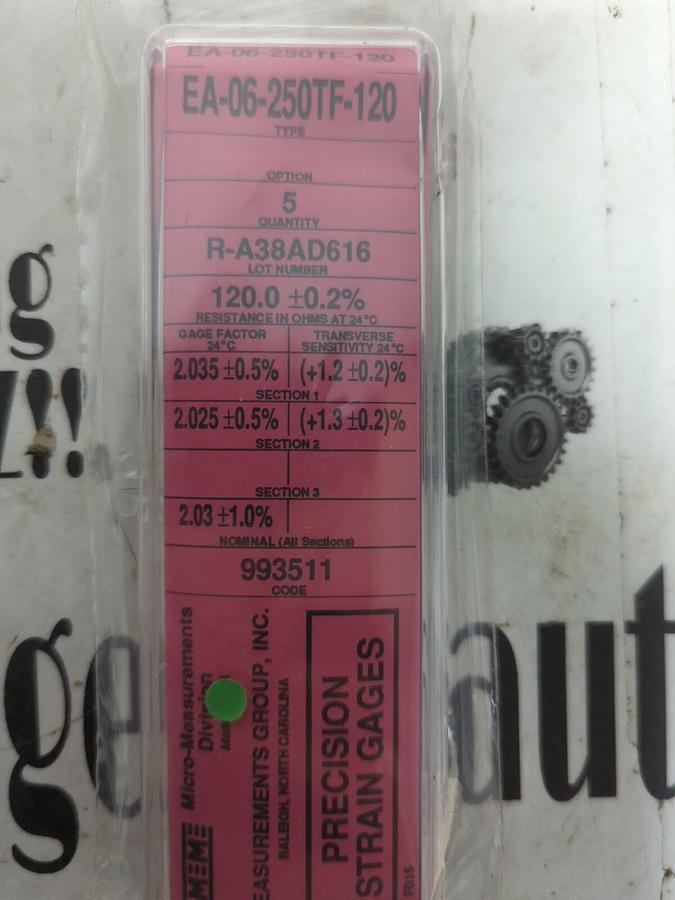 EA-06-250TF-120
EA-06-250TF-120
TYPE
OPTION
5
QUANTITY
R-A38AD616
LOT NUMBER
120.0 ±0.2%
RESISTANCE IN OHMS AT 24°C
GAGE FACTOR
24°C
TRANSVERSE
SENSITIVITY 24°C
2.035 ±0.5% (+1.2 ±0.2)%
SECTION 1
2.025 ±0.5% (+1.3 ±0.2)%
SECTION 2
SECTION 3
2.03 ±1.0%
NOMINAL (All Sections)
993511
CODE
Micro-Measurements
Division
EASUREMENTS GROUP, INC.
RALEIGH, NORTH CAROLINA
PRECISION
STRAIN GAGES
g
!!
ge aut